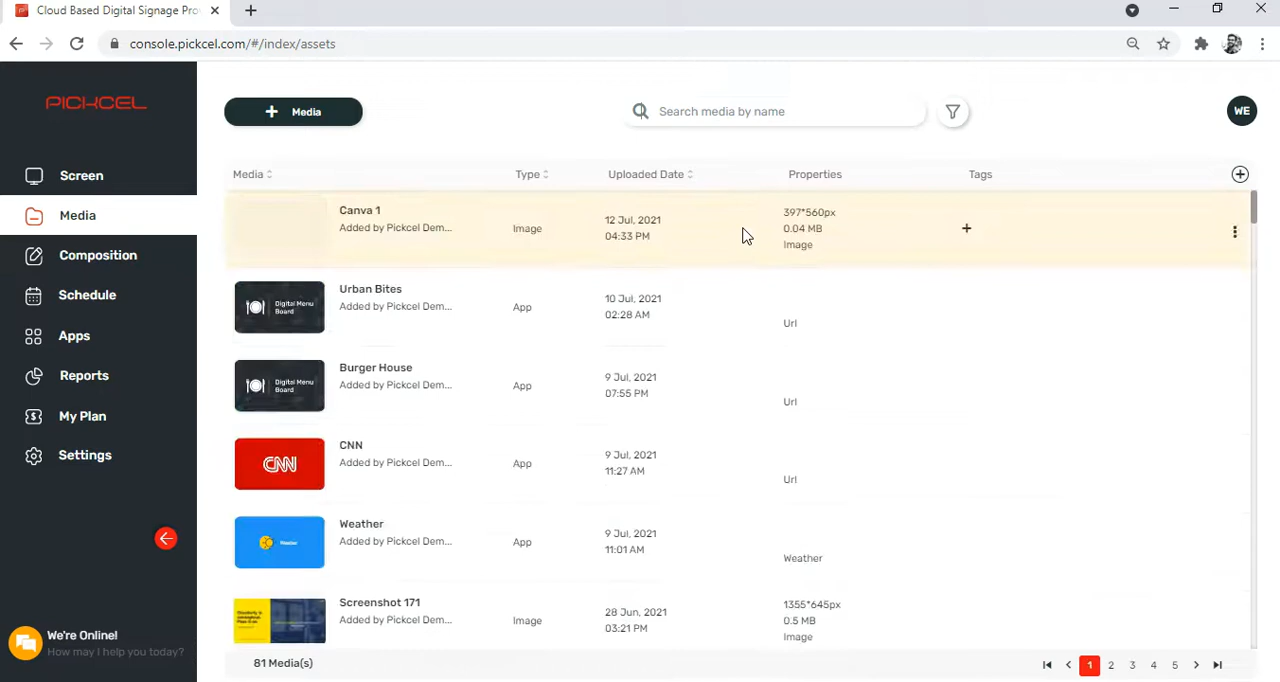 Cloud Based Digital Signage Pro
console.pickcel.com/#/index/assets
PICKCEL
Screen
Media
Composition
Schedule
Apps
Reports
My Plan
Settings
We're Online!
How may I help you today?
+ Media
Search media by name
WE
Media Type Uploaded Date Properties Tags
Canva 1
Added by Pickcel Dem...
Image
12 Jul, 2021
04:33 PM
397*560px
0.04 MB
Image
+
Digital Menu
Board
Urban Bites
Added by Pickcel Dem...
App
10 Jul, 2021
02:28 AM
Url
Digital Menu
Board
Burger House
Added by Pickcel Dem...
App
9 Jul, 2021
07:55 PM
Url
CNN
CNN
Added by Pickcel Dem...
App
9 Jul, 2021
11:27 AM
Url
Weather
Weather
Added by Pickcel Dem...
App
9 Jul, 2021
11:01 AM
Weather
Screenshot 171
Added by Pickcel Dem...
Image
28 Jun, 2021
03:21 PM
1355*645px
0.5 MB
Image
81 Media(s)
1 2 3 4 5